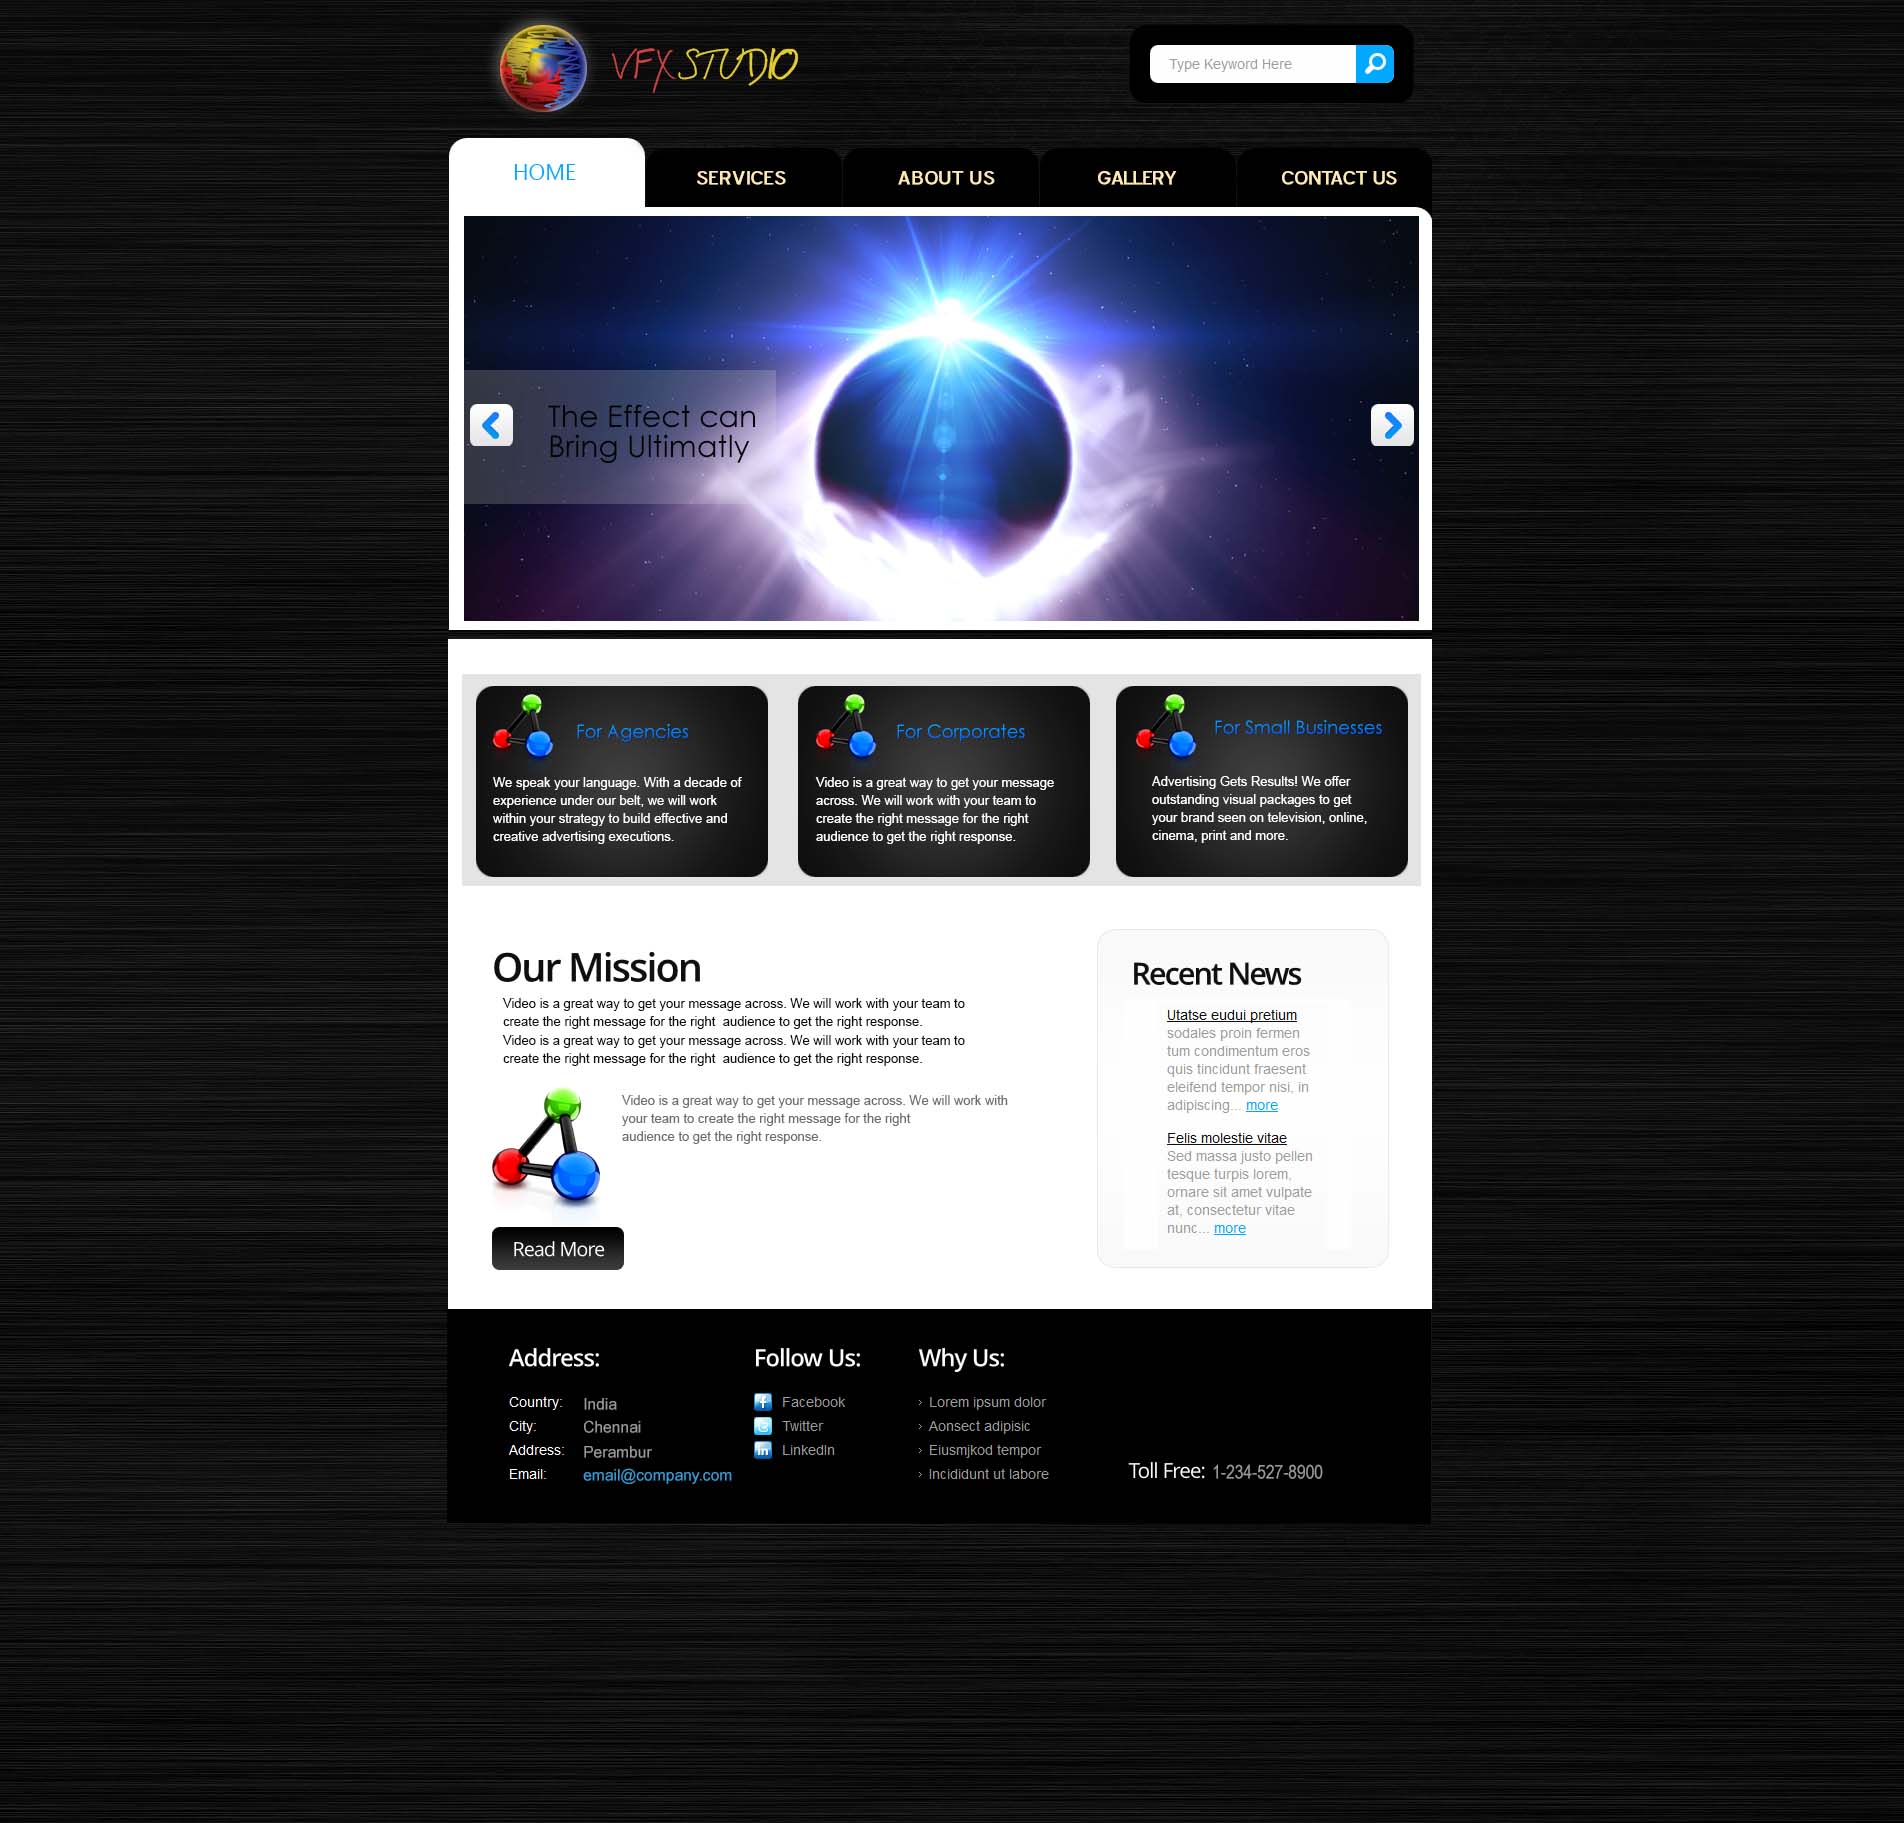 VFX STUDIO
Type Keyword Here
HOME
SERVICES
ABOUT US
GALLERY
CONTACT US
The Effect can
Bring Ultimatly
For Agencies
We speak your language. With a decade of
experience under our belt, we will work
within your strategy to build effective and
creative advertising executions.
For Corporates
Video is a great way to get your message
across. We will work with your team to
create the right message for the right
audience to get the right response.
For Small Businesses
Advertising Gets Results! We offer
outstanding visual packages to get
your brand seen on television, online,
cinema, print and more.
Our Mission
Video is a great way to get your message across. We will work with your team to
create the right message for the right  audience to get the right response.
Video is a great way to get your message across. We will work with your team to
create the right message for the right  audience to get the right response.
Video is a great way to get your message across. We will work with
your team to create the right message for the right
audience to get the right response.
Read More
Recent News
Utatse eudui pretium
sodales proin fermen
tum condimentum eros
quis tincidunt fraesent
eleifend tempor nisi, in
adipiscing... more
Felis molestie vitae
Sed massa justo pellen
tesque turpis lorem,
ornare sit amet vulpate
at, consectetur vitae
nunc... more
Address:
Country: India
City: Chennai
Address: Perambur
Email: email@company.com
Follow Us:
Facebook
Twitter
LinkedIn
Why Us:
Lorem ipsum dolor
Aonsect adipisic
Eiusmjkod tempor
Incididunt ut labore
Toll Free: 1-234-527-8900